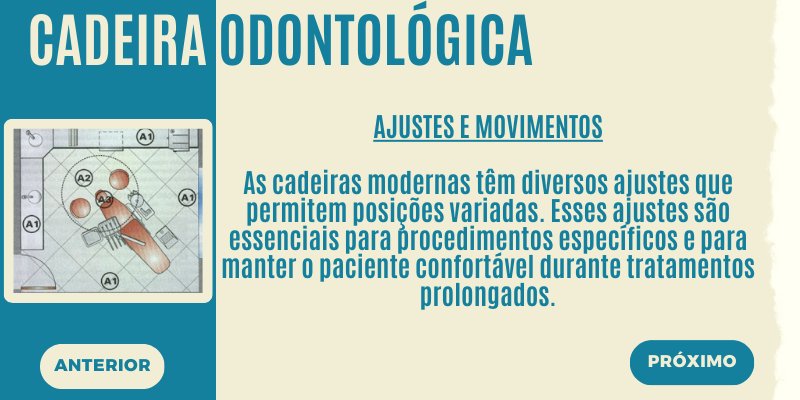 CADEIRA ODONTOLÓGICA
AJUSTES E MOVIMENTOS
As cadeiras modernas têm diversos ajustes que
permitem posições variadas. Esses ajustes são
essenciais para procedimentos específicos e para
manter o paciente confortável durante tratamentos
prolongados.
A1
A2
A3
A1
A1
A1
ANTERIOR
PRÓXIMO